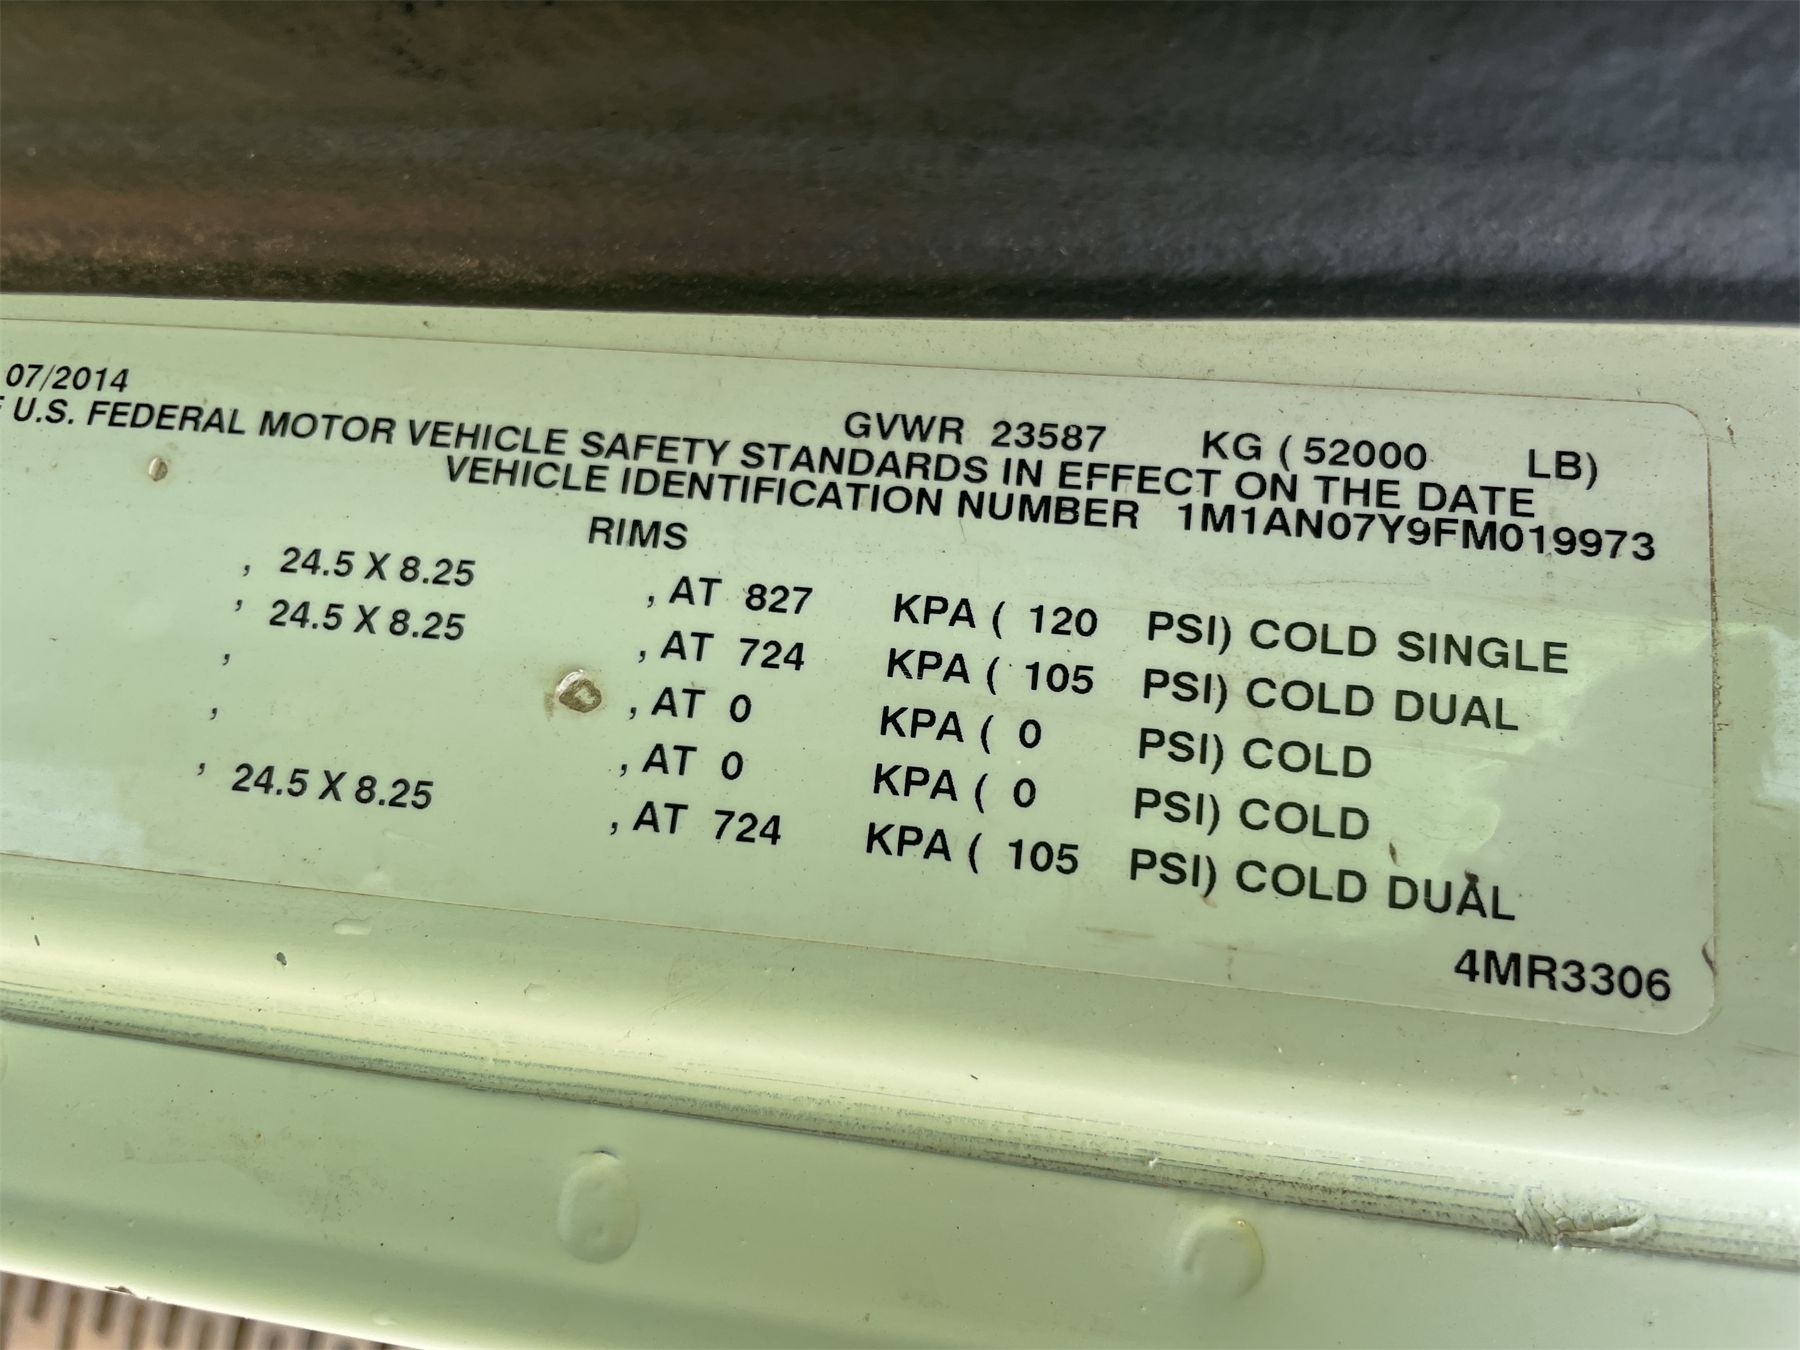 07/2014 GVWR 23587 KG ( 52000 LB)
U.S. FEDERAL MOTOR VEHICLE SAFETY STANDARDS IN EFFECT ON THE DATE
VEHICLE IDENTIFICATION NUMBER 1M1AN07Y9FM019973
RIMS
, 24.5 X 8.25 , AT 827 KPA ( 120 PSI) COLD SINGLE
, 24.5 X 8.25 , AT 724 KPA ( 105 PSI) COLD DUAL
, , AT 0 KPA ( 0 PSI) COLD
, , AT 0 KPA ( 0 PSI) COLD
, 24.5 X 8.25 , AT 724 KPA ( 105 PSI) COLD DUAL
4MR3306